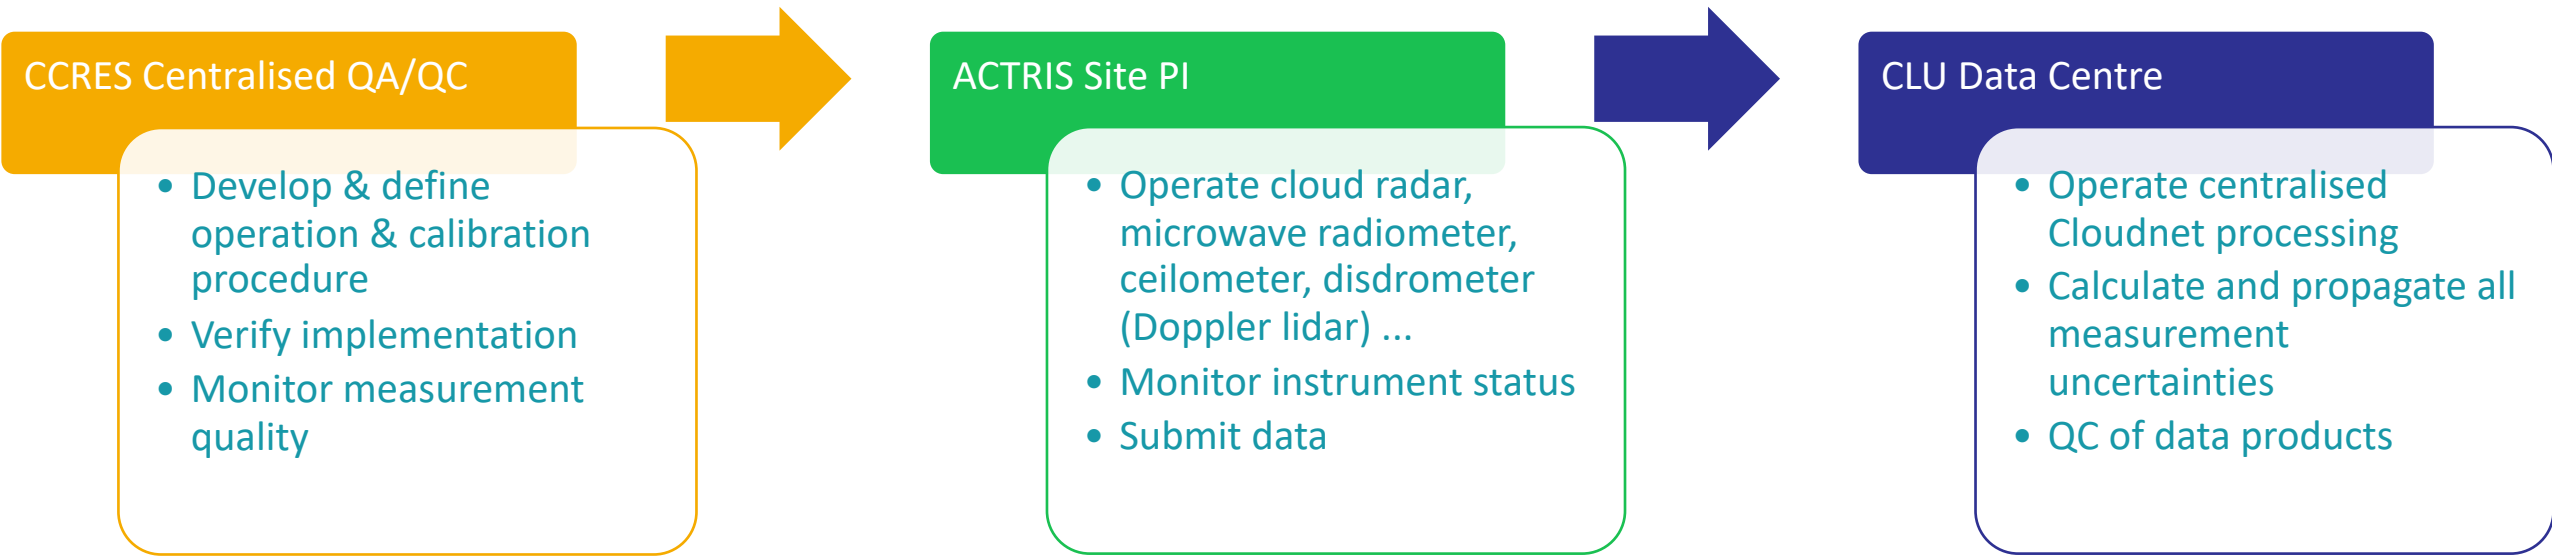 CCRES Centralised QA/QC
• Develop & define
operation & calibration
procedure
• Verify implementation
• Monitor measurement
quality
ACTRIS Site PI
• Operate cloud radar,
microwave radiometer,
ceilometer, disdrometer
(Doppler lidar) ...
• Monitor instrument status
• Submit data
CLU Data Centre
• Operate centralised
Cloudnet processing
• Calculate and propagate all
measurement
uncertainties
• QC of data products